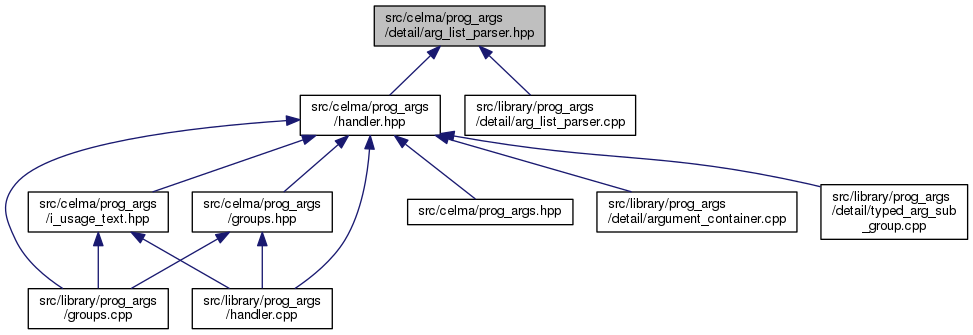 src/celma/prog_args
/detail/arg_list_parser.hpp
src/celma/prog_args
/handler.hpp
src/library/prog_args
/detail/arg_list_parser.cpp
src/celma/prog_args
/i_usage_text.hpp
src/celma/prog_args
/groups.hpp
src/celma/prog_args.hpp
src/library/prog_args
/detail/argument_container.cpp
src/library/prog_args
/detail/typed_arg_sub
_group.cpp
src/library/prog_args
/groups.cpp
src/library/prog_args
/handler.cpp